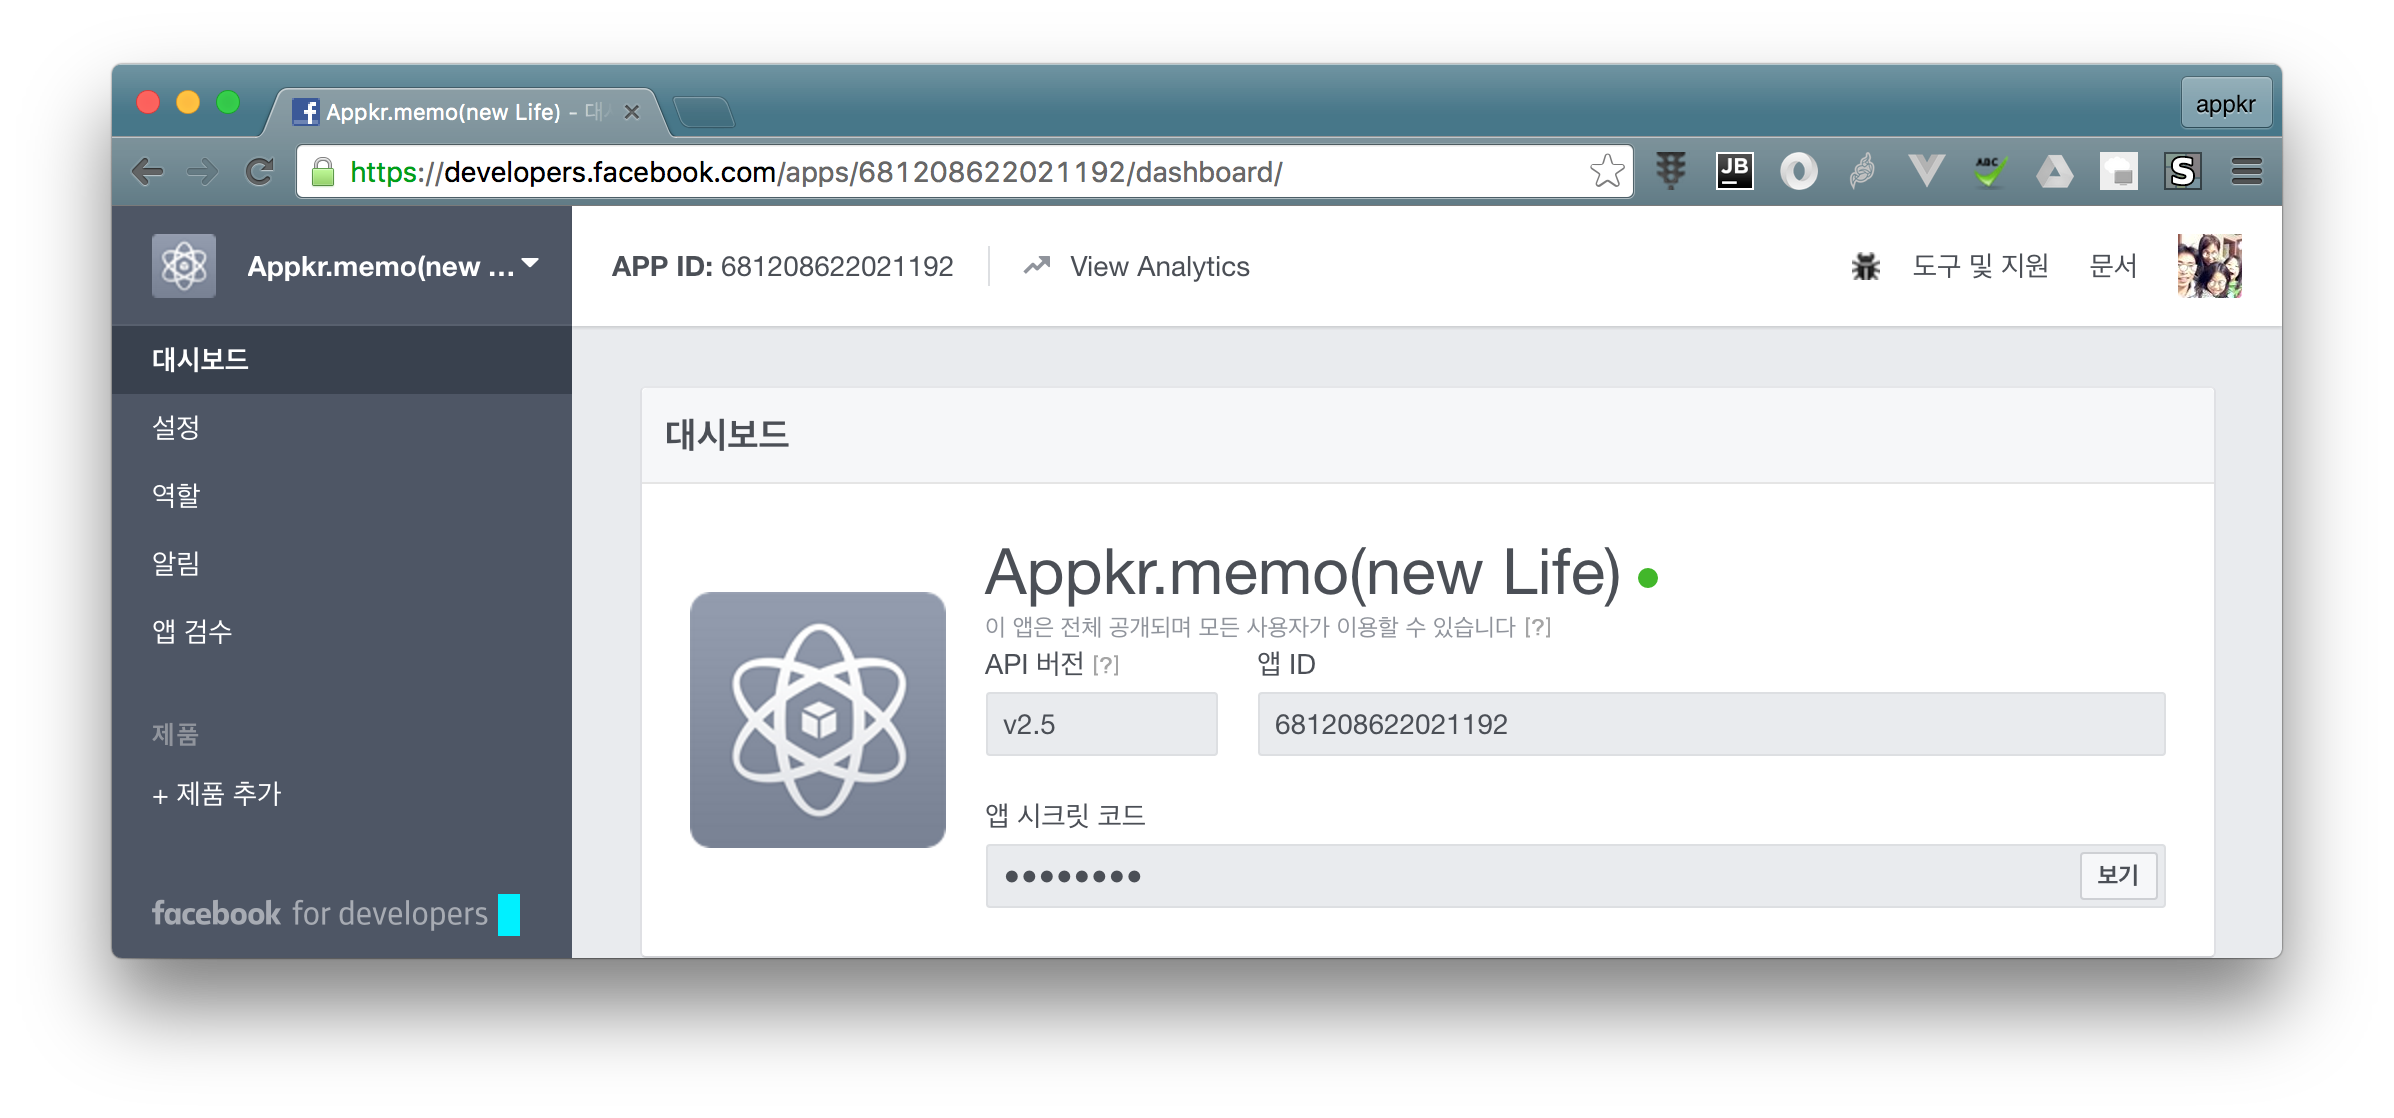 Appkr.memo(new Life) -
appkr
https://developers.facebook.com/apps/681208622021192/dashboard/
JB
ABC
S
Appkr.memo(new ...
APP ID: 681208622021192
View Analytics
도구 및 지원
문서
대시보드
설정
역할
알림
앱 검수
제품
+ 제품 추가
facebook for developers
대시보드
Appkr.memo(new Life)
이 앱은 전체 공개되며 모든 사용자가 이용할 수 있습니다 [?]
API 버전 [?]
앱 ID
v2.5
681208622021192
앱 시크릿 코드
●●●●●●●●
보기